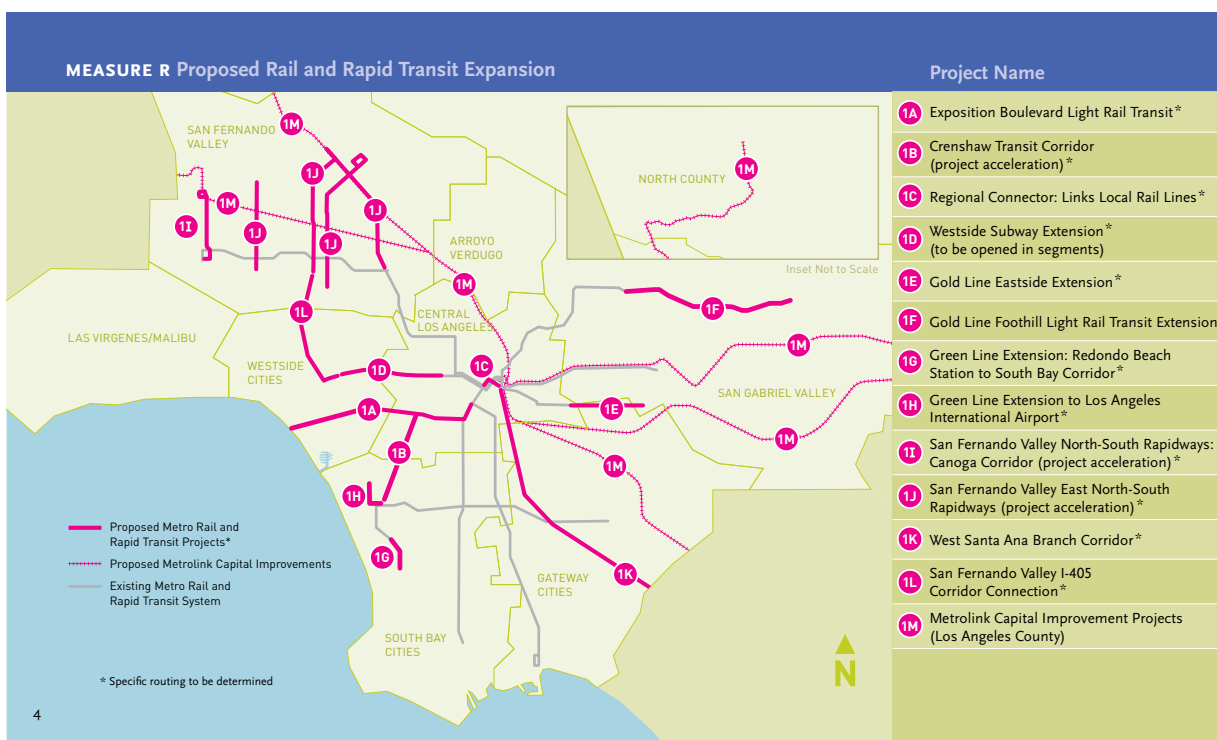 MEASURE R Proposed Rail and Rapid Transit Expansion
Project Name
SAN FERNANDO
VALLEY
1M
1J
1J
1M
1I
1J
1J
ARROYO
VERDUGO
1M
NORTH COUNTY
1M
Inset Not to Scale
1L
CENTRAL
LOS ANGELES
1F
LAS VIRGENES/MALIBU
WESTSIDE
CITIES
1D
1C
1M
SAN GABRIEL VALLEY
1A
1E
1B
1M
1M
1H
1G
1K
GATEWAY
CITIES
SOUTH BAY
CITIES
Proposed Metro Rail and
Rapid Transit Projects*
Proposed Metrolink Capital Improvements
Existing Metro Rail and
Rapid Transit System
* Specific routing to be determined
N
4
1A Exposition Boulevard Light Rail Transit*
1B Crenshaw Transit Corridor
(project acceleration)*
1C Regional Connector: Links Local Rail Lines*
1D Westside Subway Extension*
(to be opened in segments)
1E Gold Line Eastside Extension*
1F Gold Line Foothill Light Rail Transit Extension
1G Green Line Extension: Redondo Beach
Station to South Bay Corridor*
1H Green Line Extension to Los Angeles
International Airport*
1I San Fernando Valley North-South Rapidways:
Canoga Corridor (project acceleration)*
1J San Fernando Valley East North-South
Rapidways (project acceleration)*
1K West Santa Ana Branch Corridor*
1L San Fernando Valley I-405
Corridor Connection*
1M Metrolink Capital Improvement Projects
(Los Angeles County)